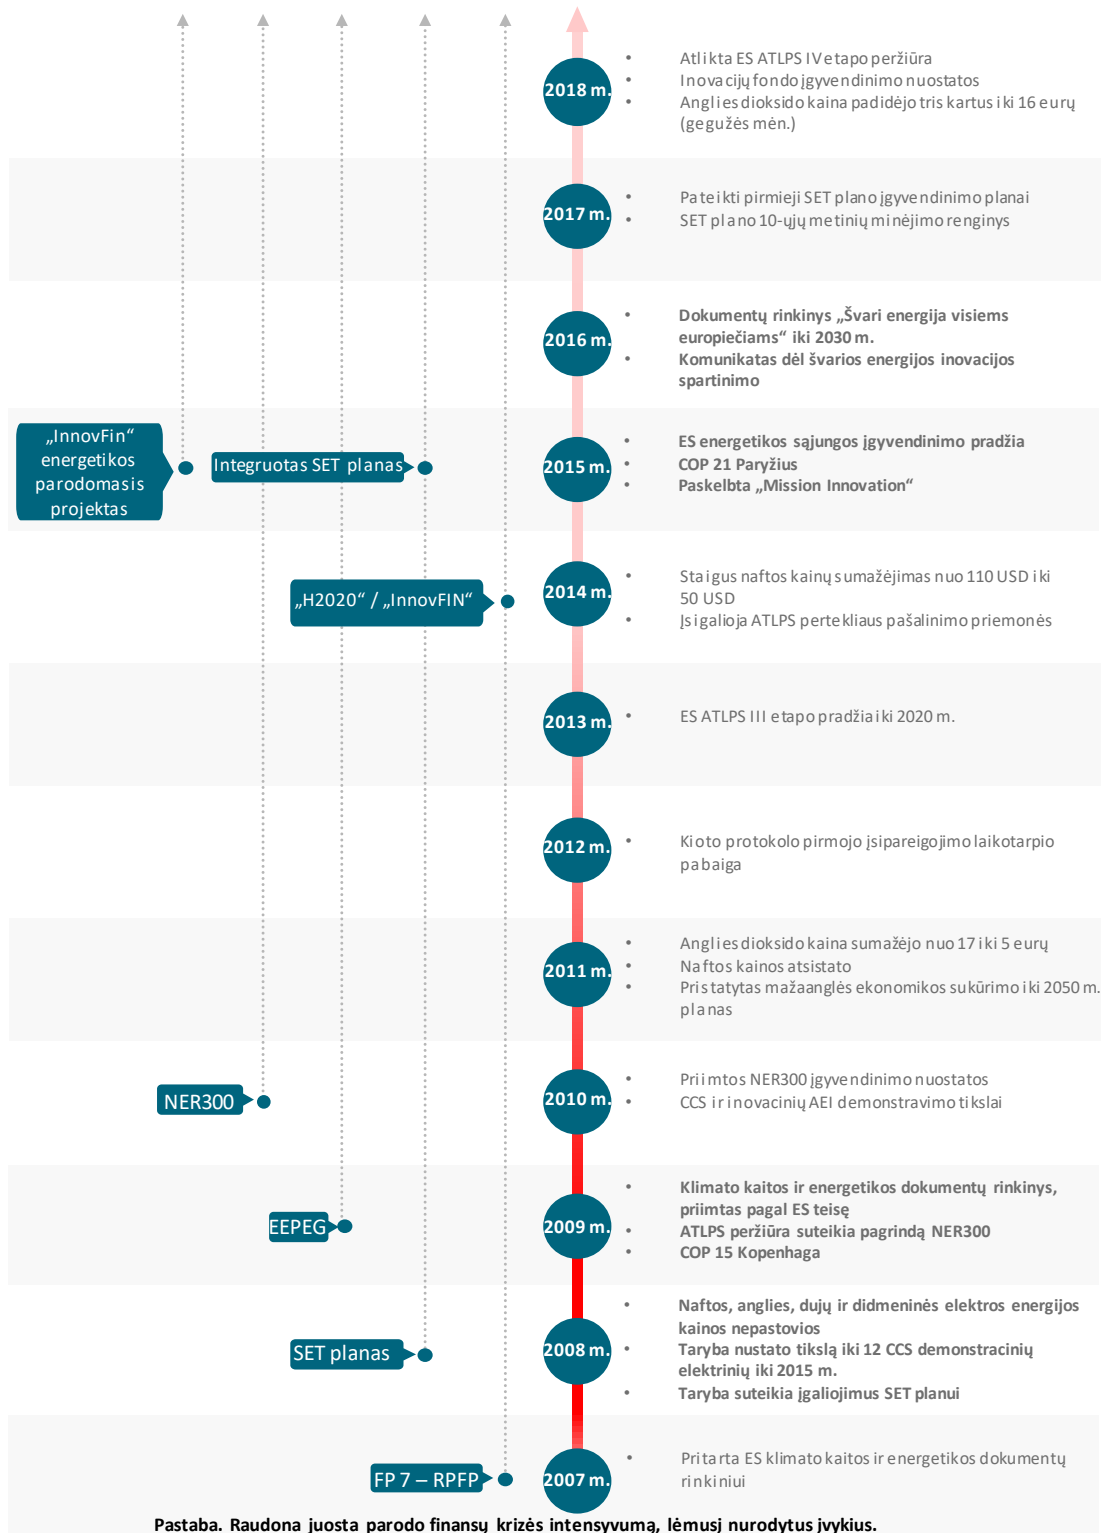 2018 m.
• Atlikta ES ATLPS IV etapo peržiūra
• Inovacijų fondo įgyvendinimo nuostatos
• Anglies dioksido kaina padidėjo tris kartus iki 16 eurų
(gegužės mėn.)
2017 m.
• Pateikti pirmieji SET plano įgyvendinimo planai
• SET plano 10-ųjų metinių minėjimo renginys
2016 m.
• Dokumentų rinkinys „Švari energija visiems
europiečiams“ iki 2030 m.
• Komunikatas dėl švarios energijos inovacijos
spartinimo
„InnovFin“
energetikos
parodomasis
projektas
Integruotas SET planas
2015 m.
• ES energetikos sąjungos įgyvendinimo pradžia
• COP 21 Paryžius
• Paskelbta „Mission Innovation“
„H2020“ / „InnovFIN“
2014 m.
• Staigus naftos kainų sumažėjimas nuo 110 USD iki
50 USD
• Įsigalioja ATLPS pertekliaus pašalinimo priemonės
2013 m.
• ES ATLPS III etapo pradžia iki 2020 m.
2012 m.
• Kioto protokolo pirmojo įsipareigojimo laikotarpio
pabaiga
2011 m.
• Anglies dioksido kaina sumažėjo nuo 17 iki 5 eurų
• Naftos kainos atsistato
• Pristatytas mažaanglės ekonomikos sukūrimo iki 2050 m.
planas
NER300
2010 m.
• Priimtos NER300 įgyvendinimo nuostatos
• CCS ir inovacinių AEI demonstravimo tikslai
EEPEG
2009 m.
• Klimato kaitos ir energetikos dokumentų rinkinys,
priimtas pagal ES teisę
• ATLPS peržiūra suteikia pagrindą NER300
• COP 15 Kopenhaga
SET planas
2008 m.
• Naftos, anglies, dujų ir didmeninės elektros energijos
kainos nepastovios
• Taryba nustato tikslą iki 12 CCS demonstracinių
elektrinių iki 2015 m.
• Taryba suteikia įgaliojimus SET planui
FP 7 – RPFP
2007 m.
• Pritarta ES klimato kaitos ir energetikos dokumentų
rinkiniui
Pastaba. Raudona juosta parodo finansų krizės intensyvumą, lėmusį nurodytus įvykius.